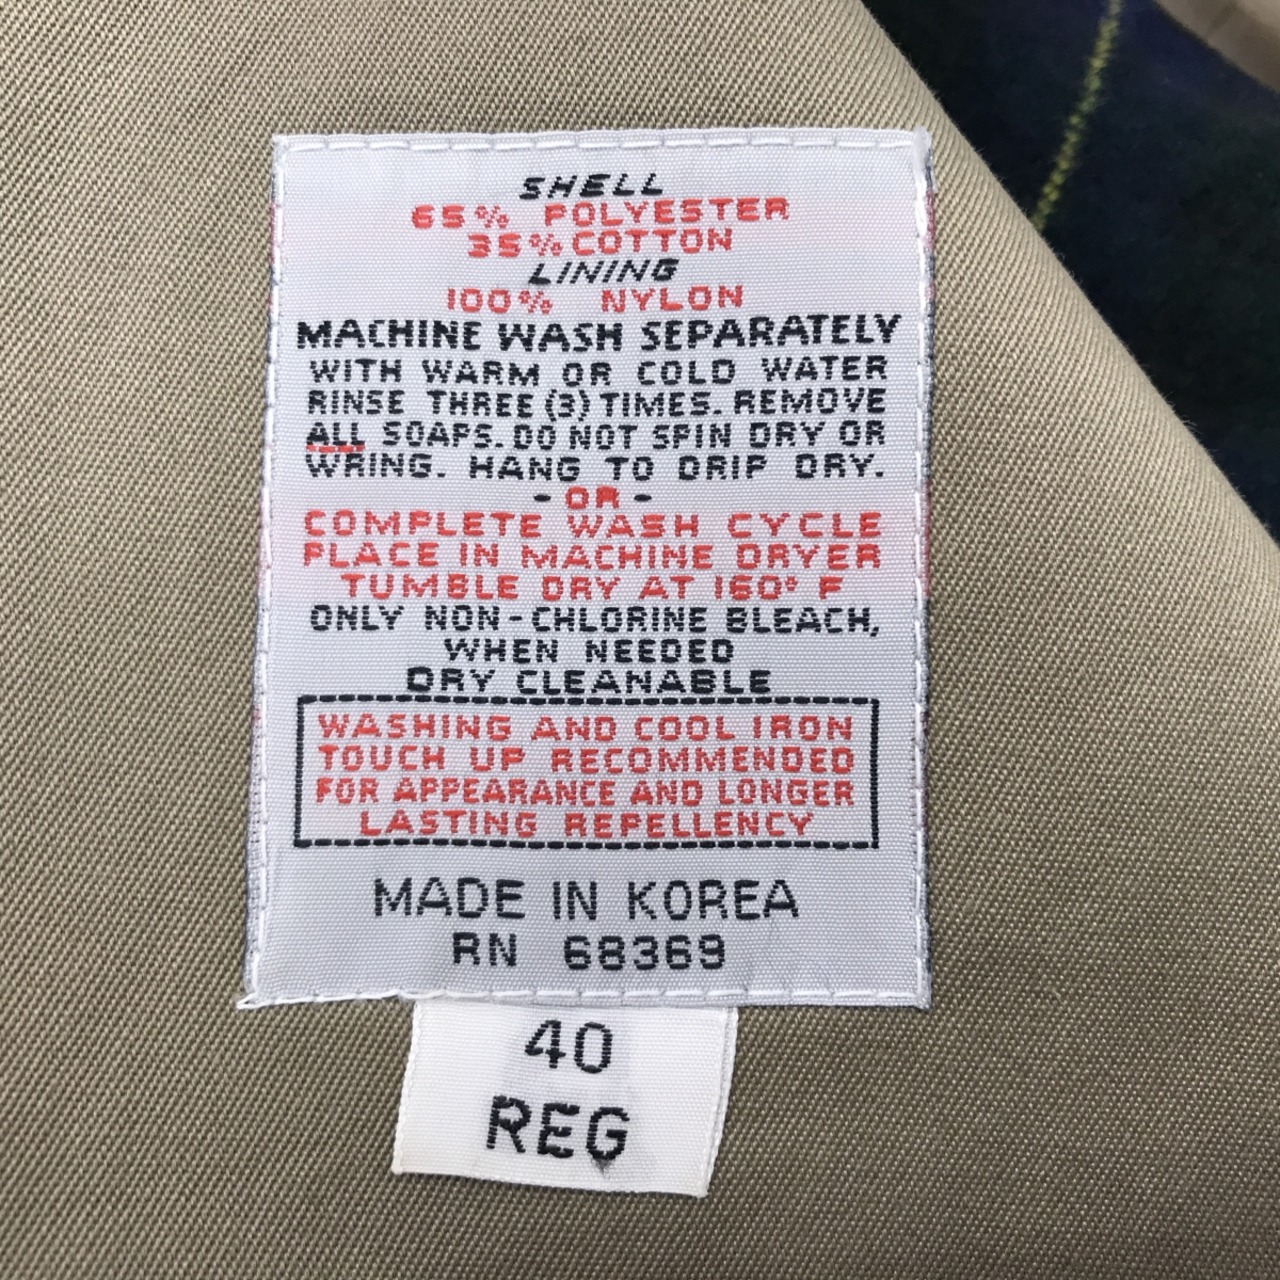 SHELL
65% POLYESTER
35% COTTON
LINING
100% NYLON
MACHINE WASH SEPARATELY
WITH WARM OR COLD WATER
RINSE THREE (3) TIMES. REMOVE
ALL SOAPS. DO NOT SPIN DRY OR
WRING. HANG TO DRIP DRY.
- OR -
COMPLETE WASH CYCLE
PLACE IN MACHINE DRYER
TUMBLE DRY AT 160° F
ONLY NON-CHLORINE BLEACH,
WHEN NEEDED
DRY CLEANABLE
WASHING AND COOL IRON
TOUCH UP RECOMMENDED
FOR APPEARANCE AND LONGER
LASTING REPELLENCY
MADE IN KOREA
RN 68369
40
REG